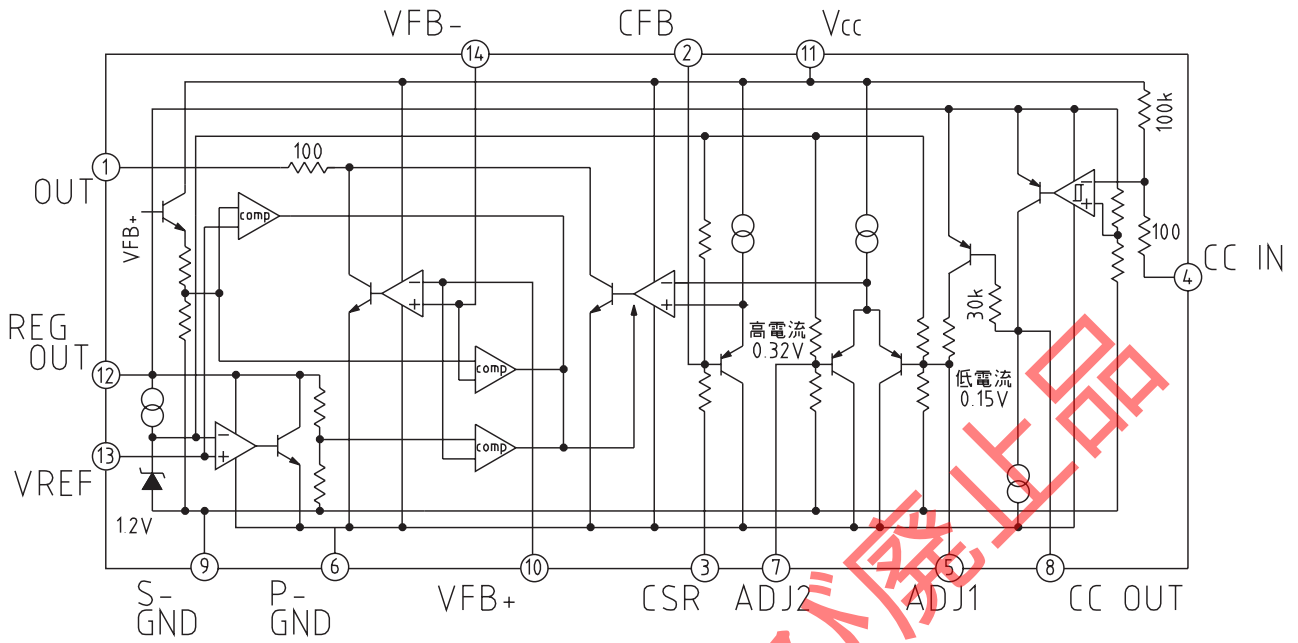 VFB-
CFB
Vcc
14
2
11
100k
1
OUT
100
VFB+
comp
100
CC IN
4
30k
REG
OUT
12
高電流
0.32V
comp
低電流
0.15V
13
VREF
comp
1.2V
9
6
10
3
7
5
8
S-
GND
P-
GND
VFB+
CSR
ADJ2
ADJ1
CC OUT
廃止品